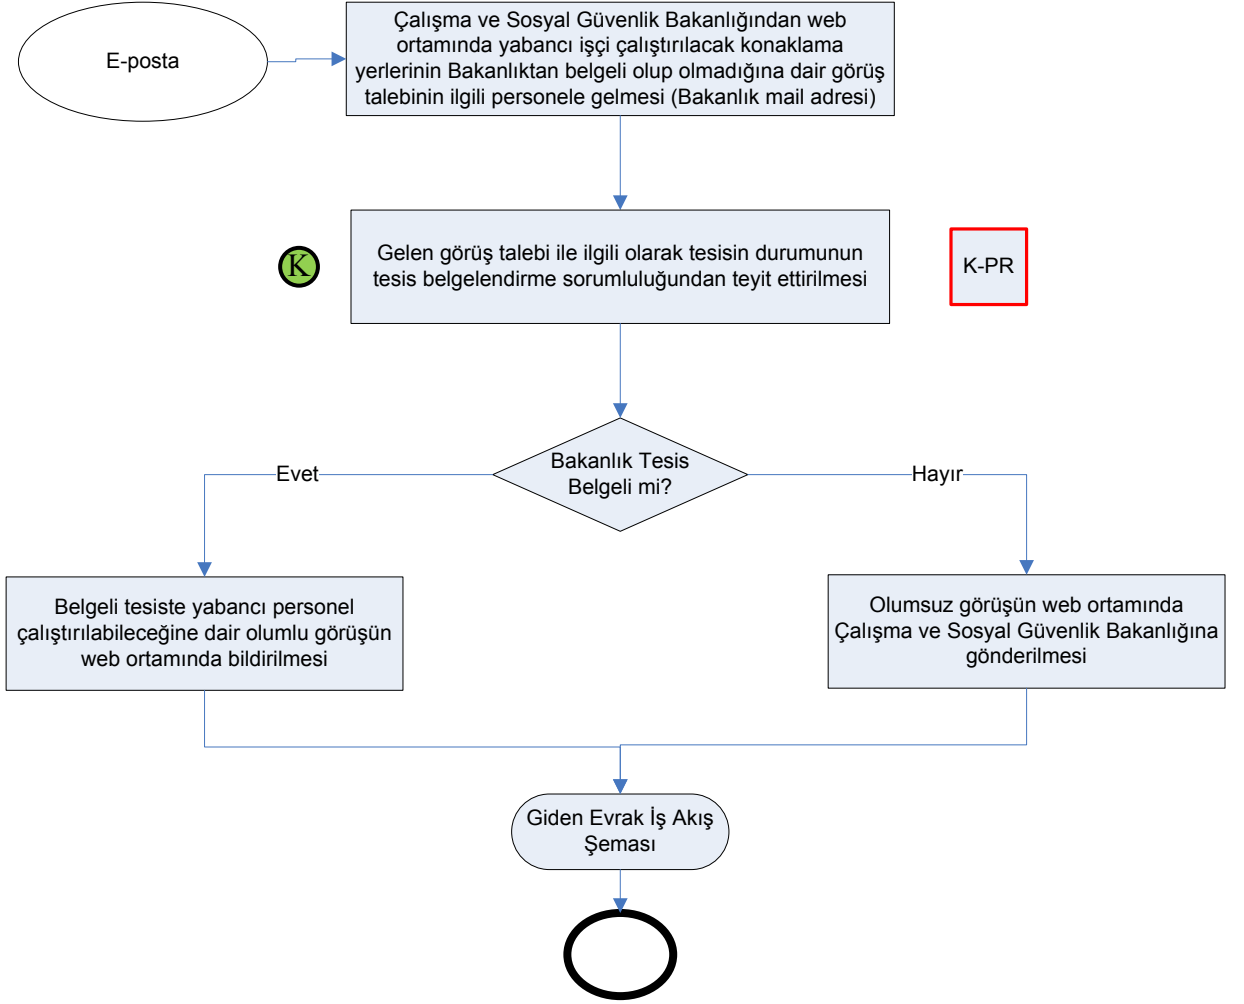 E-posta
Çalışma ve Sosyal Güvenlik Bakanlığından web
ortamında yabancı işçi çalıştırılacak konaklama
yerlerinin Bakanlıktan belgeli olup olmadığına dair görüş
talebinin ilgili personele gelmesi (Bakanlık mail adresi)
K
Gelen görüş talebi ile ilgili olarak tesisin durumunun
tesis belgelendirme sorumluluğundan teyit ettirilmesi
K-PR
Bakanlık Tesis
Belgeli mi?
Evet
Hayır
Belgeli tesiste yabancı personel
çalıştırılabileceğine dair olumlu görüşün
web ortamında bildirilmesi
Olumsuz görüşün web ortamında
Çalışma ve Sosyal Güvenlik Bakanlığına
gönderilmesi
Giden Evrak İş Akış
Şeması